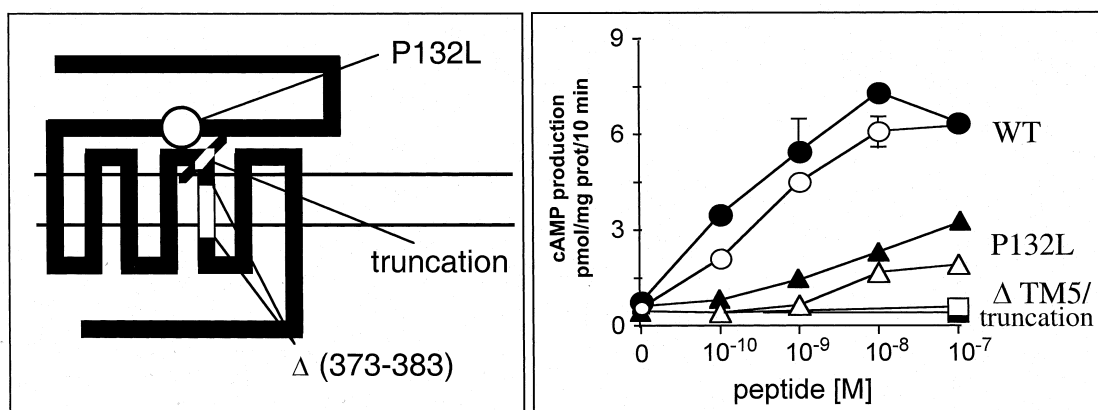 P132L
truncation
Δ (373-383)
cAMP production
pmol/mg prot/10 min
9
6
3
0
WT
P132L
Δ TM5/
truncation
0
10-10
10-9
10-8
10-7
peptide [M]